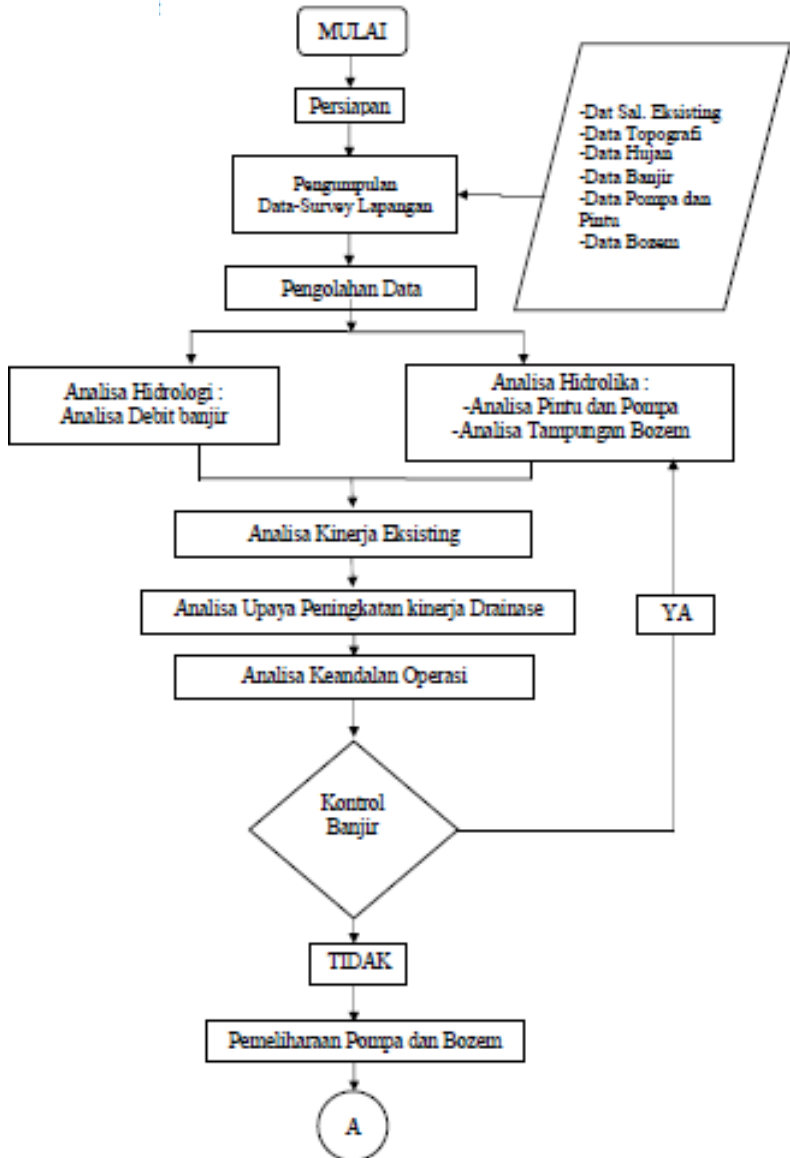 MULAI
Persiapan
-Dat Sal. Eksisting
-Data Topografi
-Data Hujan
-Data Banjir
-Data Pompa dan
Pintu
-Data Bozem
Pengumpulan
Data-Survey Lapangan
Pengolahan Data
Analisa Hidrologi :
Analisa Debit banjir
Analisa Hidrolika :
-Analisa Pintu dan Pompa
-Analisa Tampungan Bozem
Analisa Kinerja Eksisting
Analisa Upaya Peningkatan kinerja Drainase
YA
Analisa Keandalan Operasi
Kontrol
Banjir
TIDAK
Pemeliharaan Pompa dan Bozem
A